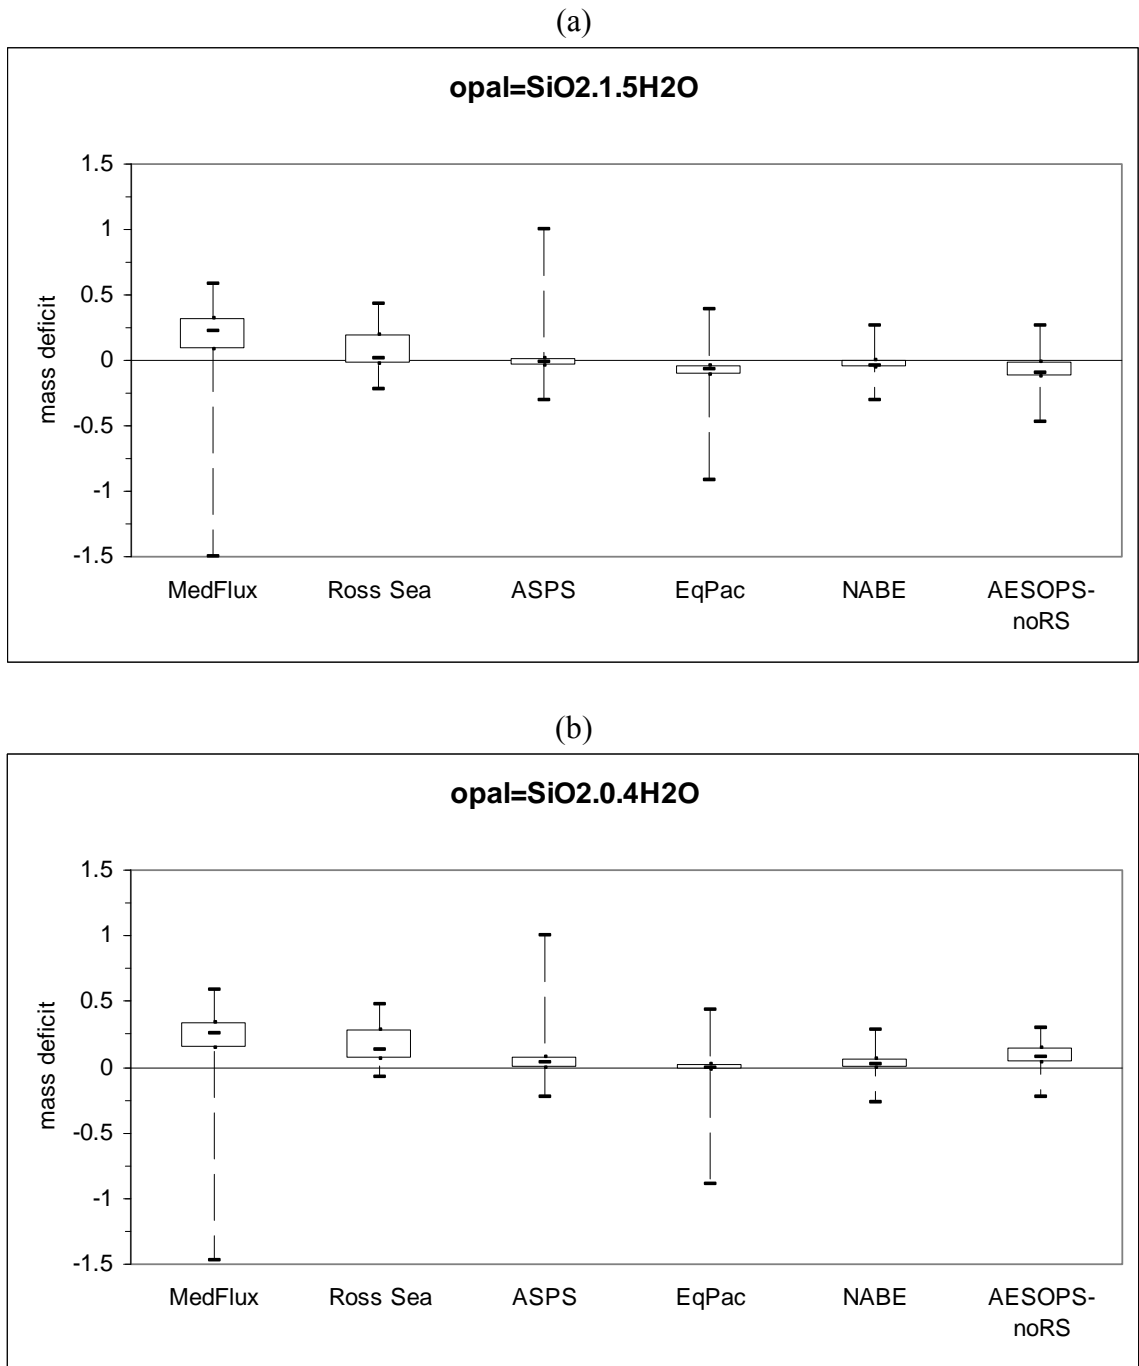 (a)
opal=SiO2.1.5H2O
1.5
1
0.5
0
-0.5
-1
-1.5
mass deficit
MedFlux Ross Sea ASPS EqPac NABE AESOPS-
noRS
(b)
opal=SiO2.0.4H2O
1.5
1
0.5
0
-0.5
-1
-1.5
mass deficit
MedFlux Ross Sea ASPS EqPac NABE AESOPS-
noRS